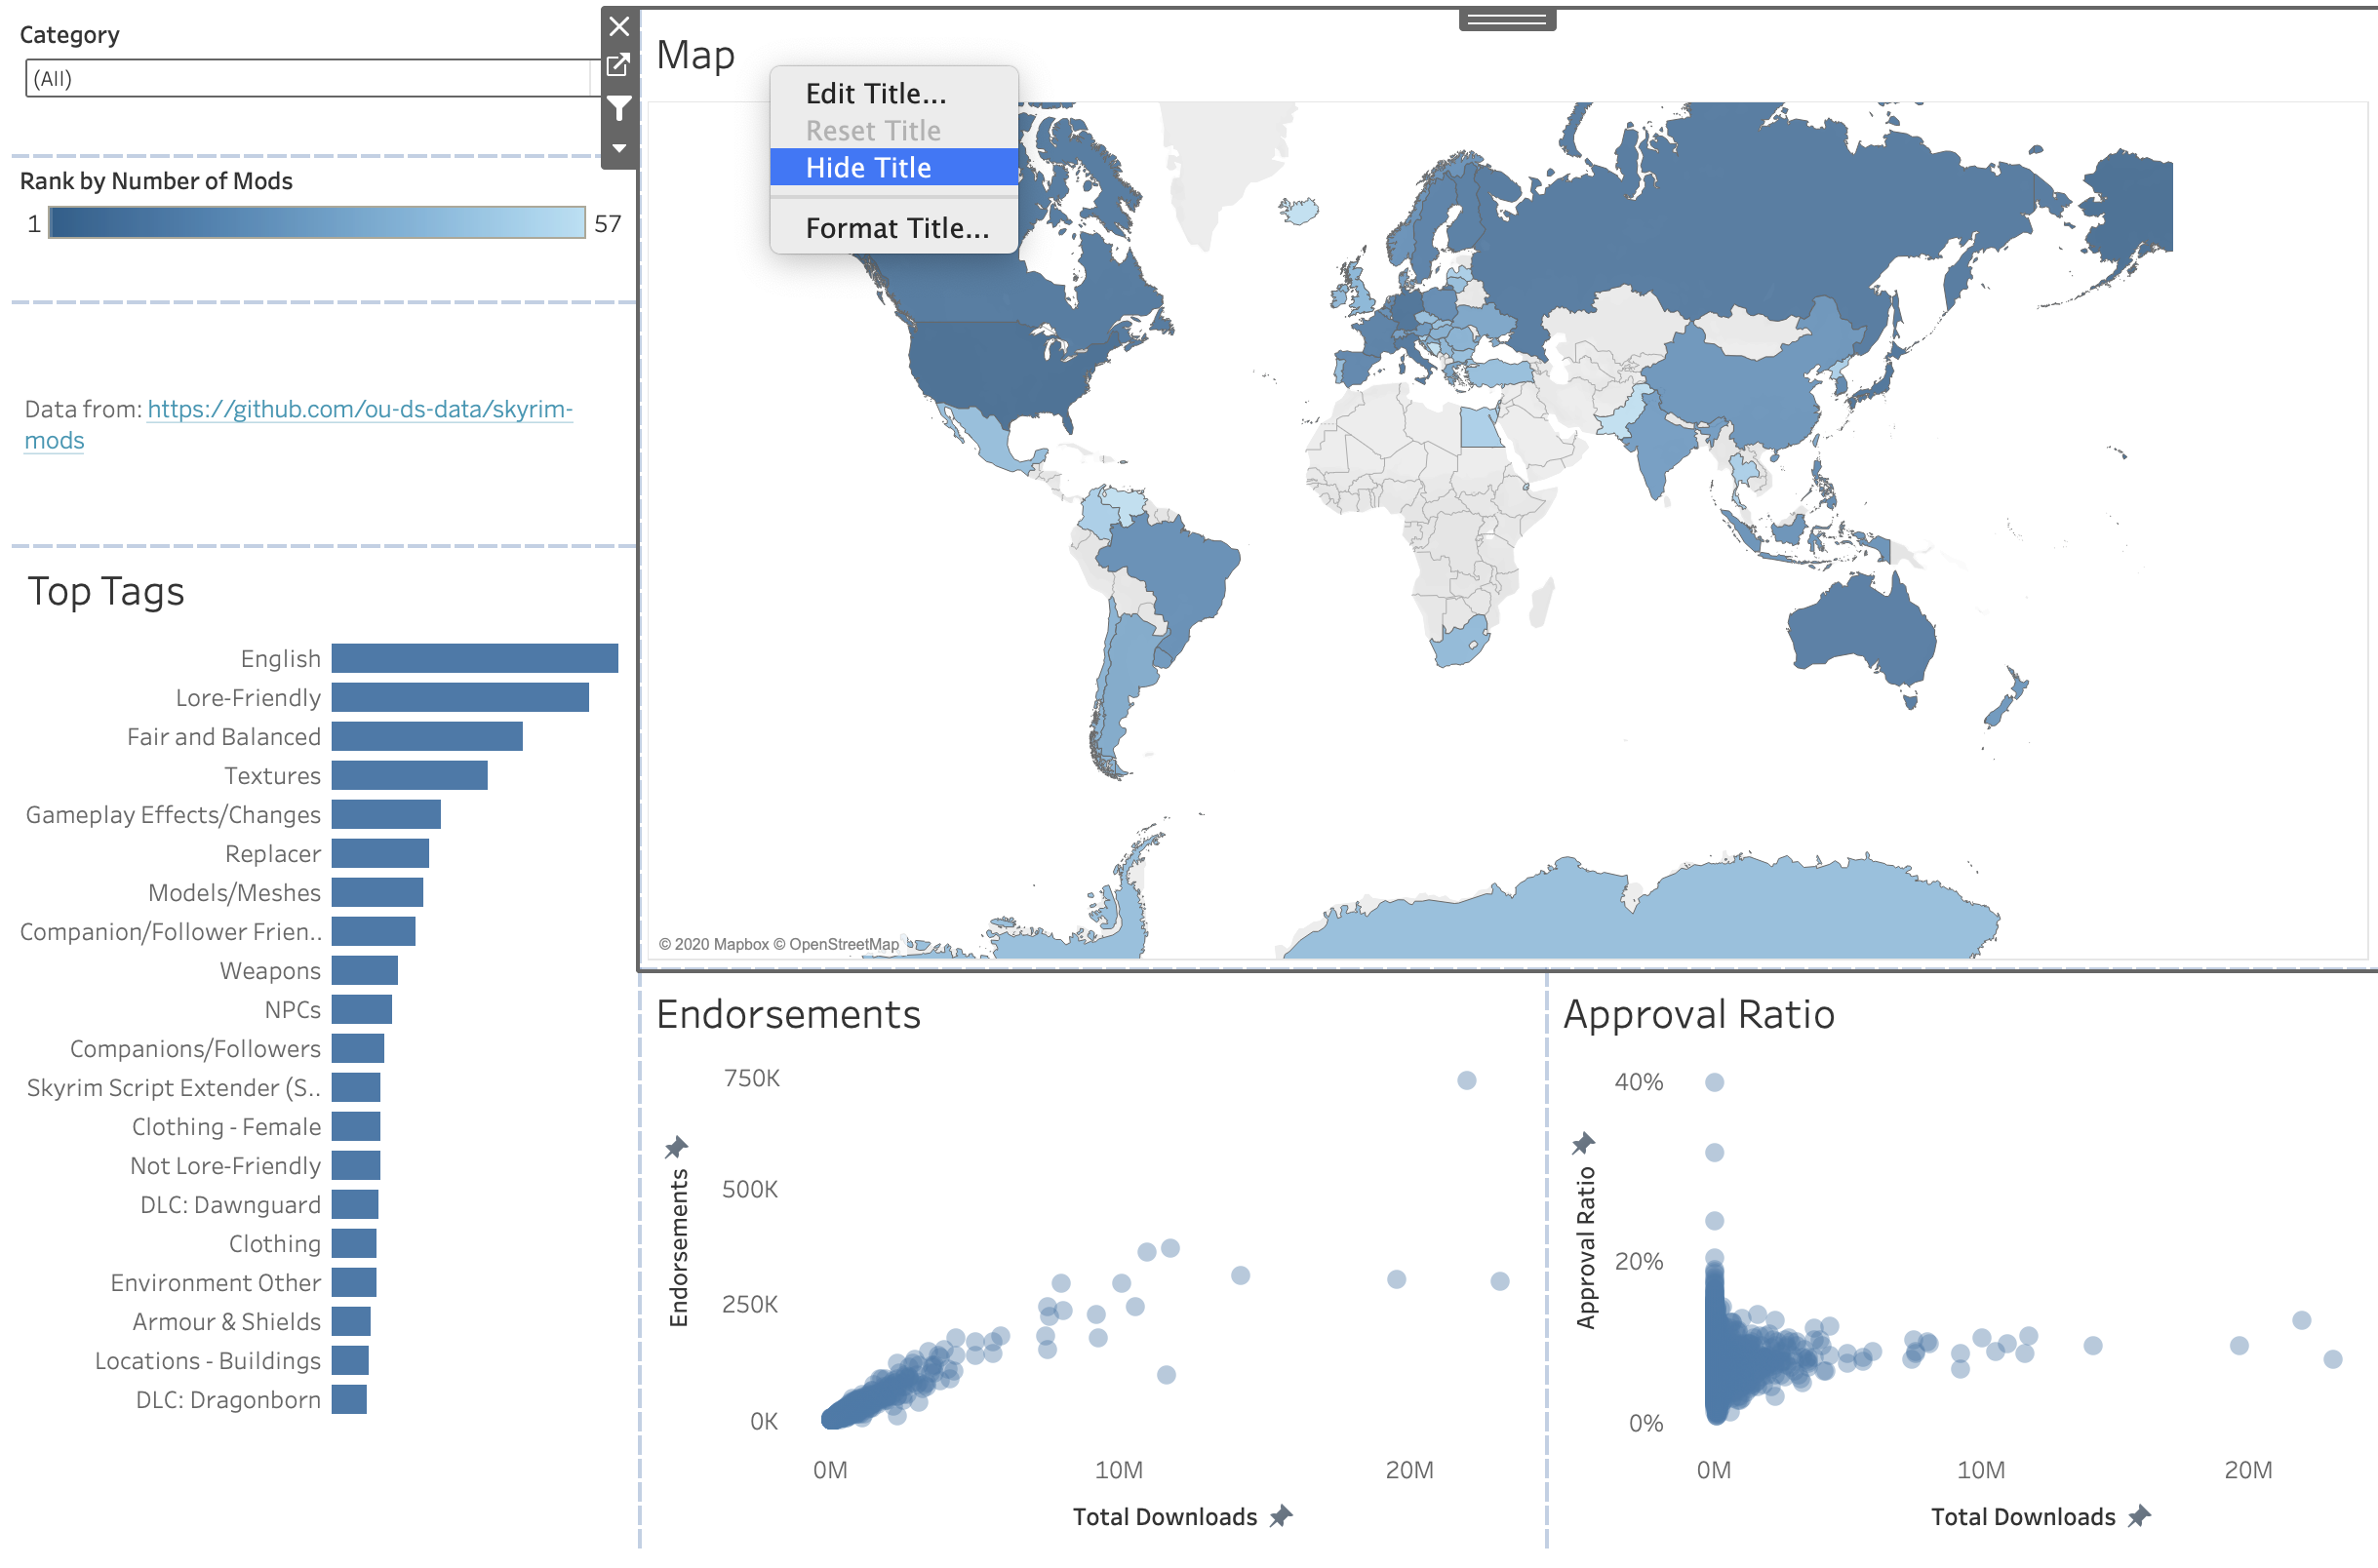 Category
(All)
Rank by Number of Mods
1
57
Data from: https://github.com/ou-ds-data/skyrim-
mods
Top Tags
English
Lore-Friendly
Fair and Balanced
Textures
Gameplay Effects/Changes
Replacer
Models/Meshes
Companion/Follower Frien..
Weapons
NPCs
Companions/Followers
Skyrim Script Extender (S..
Clothing - Female
Not Lore-Friendly
DLC: Dawnguard
Clothing
Environment Other
Armour & Shields
Locations - Buildings
DLC: Dragonborn
Map
Edit Title...
Reset Title
Hide Title
Format Title...
© 2020 Mapbox © OpenStreetMap
Endorsements
750K
500K
250K
0K
Endorsements
0M
10M
20M
Total Downloads
Approval Ratio
40%
20%
0%
Approval Ratio
0M
10M
20M
Total Downloads